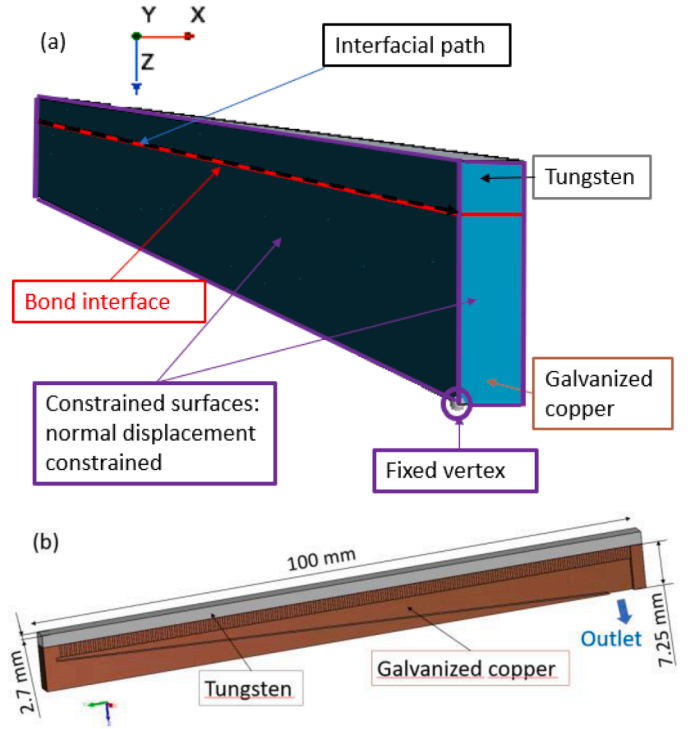 (a)
Y
X
Z
Y
Interfacial path
Tungsten
Bond interface
Galvanized
copper
Constrained surfaces:
normal displacement
constrained
Fixed vertex
(b)
100 mm
2.7 mm
7.25 mm
Outlet
Galvanized copper
Tungsten